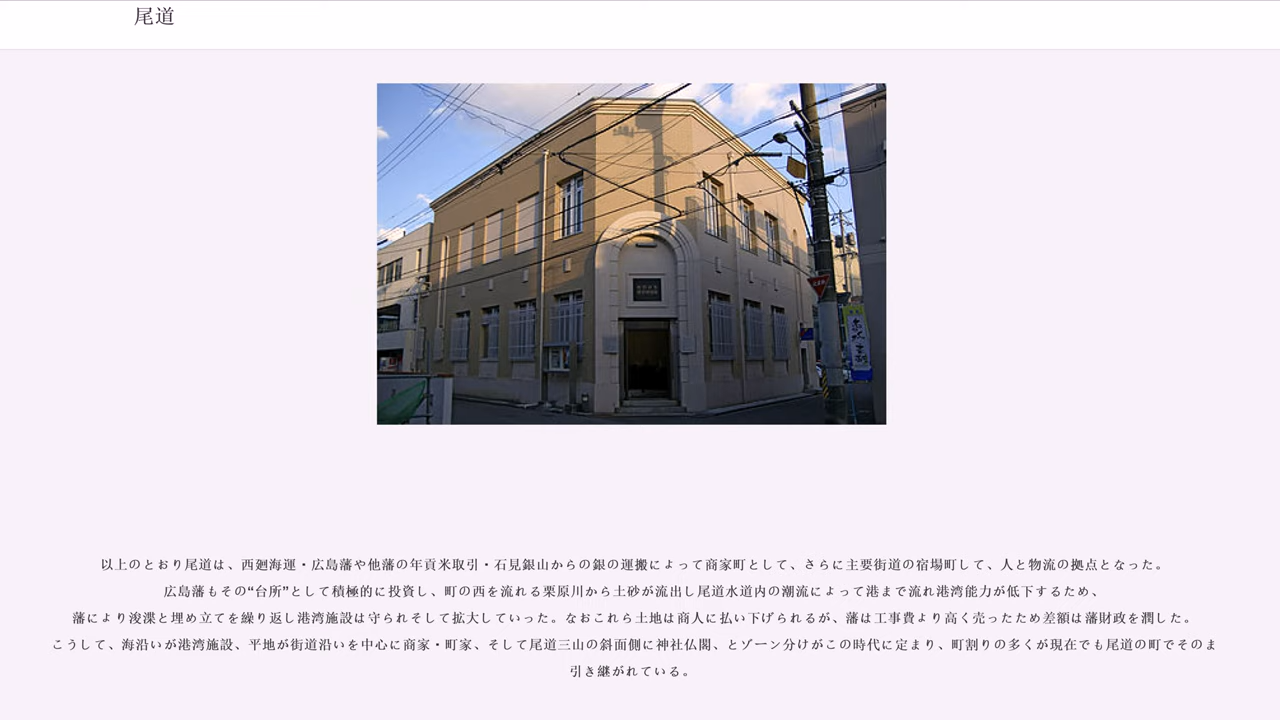 尾道
以上のとおり尾道は、西廻海運・広島藩や他藩の年貢米取引・石見銀山からの銀の運搬によって商家町として、さらに主要街道の宿場町して、人と物流の拠点となった。
広島藩もその“台所”として積極的に投資し、町の西を流れる栗原川から土砂が流出し尾道水道内の潮流によって港まで流れ港湾能力が低下するため、
藩により浚渫と埋め立てを繰り返し港湾施設は守られそして拡大していった。なおこれら土地は商人に払い下げられるが、藩は工事費より高く売ったため差額は藩財政を潤した。
こうして、海沿いが港湾施設、平地が街道沿いを中心に商家・町家、そして尾道三山の斜面側に神社仏閣、とゾーン分けがこの時代に定まり、町割りの多くが現在でも尾道の町でそのま
引き継がれている。